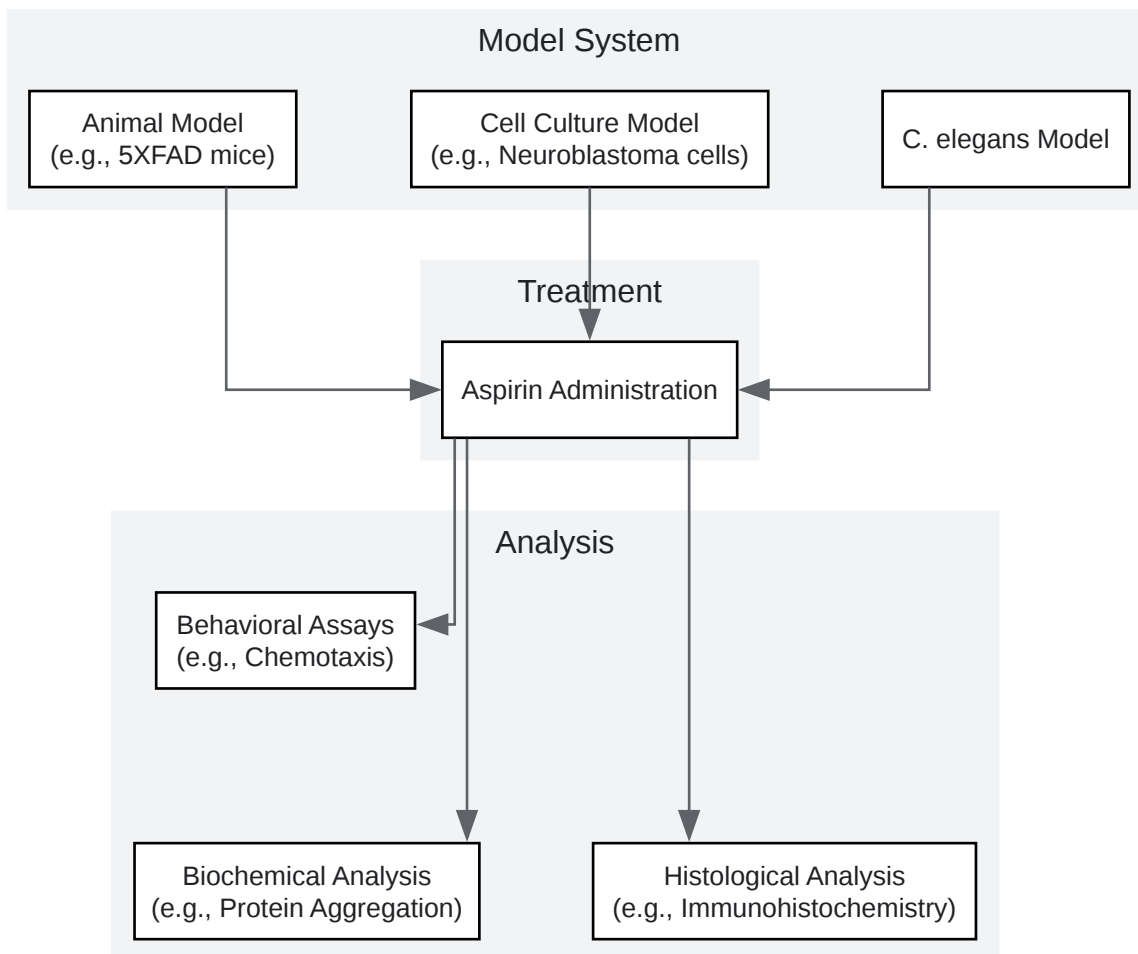 Model System
Animal Model
(e.g., 5XFAD mice)
Cell Culture Model
(e.g., Neuroblastoma cells)
C. elegans Model
Treatment
Aspirin Administration
Analysis
Behavioral Assays
(e.g., Chemotaxis)
Biochemical Analysis
(e.g., Protein Aggregation)
Histological Analysis
(e.g., Immunohistochemistry)